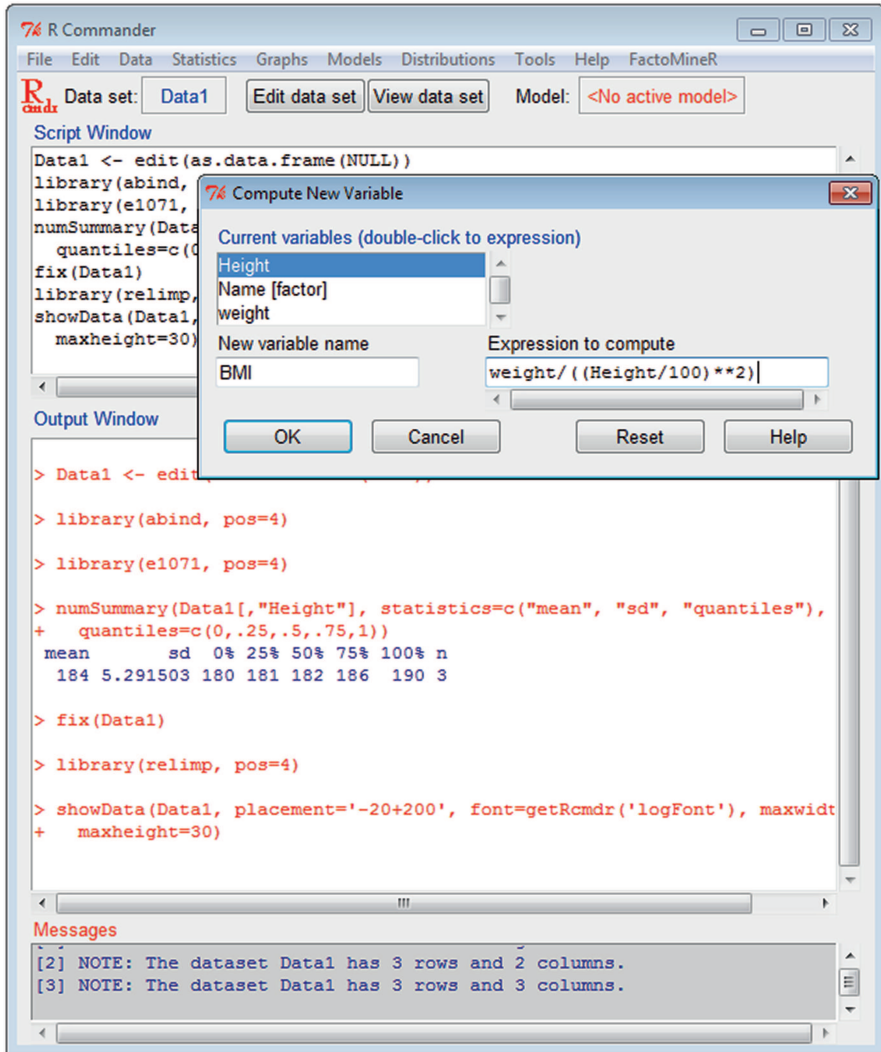 R Commander
File Edit Data Statistics Graphs Models Distributions Tools Help FactoMineR
Rcmdr Data set: Data1 Edit data set View data set Model: <No active model>
Script Window
Data1 <- edit(as.data.frame(NULL))
library(abind,
library(e1071,
numSummary(Data
quantiles=c(0
fix(Data1)
library(relimp,
showData(Data1,
maxheight=30)
Compute New Variable
Current variables (double-click to expression)
Height
Name [factor]
weight
New variable name
Expression to compute
BMI
weight/((Height/100)**2)
OK Cancel Reset Help
Output Window
> Data1 <- edit
> library(abind, pos=4)
> library(e1071, pos=4)
> numSummary(Data1[,"Height"], statistics=c("mean", "sd", "quantiles"),
+ quantiles=c(0,.25,.5,.75,1))
mean sd 0% 25% 50% 75% 100% n
184 5.291503 180 181 182 186 190 3
> fix(Data1)
> library(relimp, pos=4)
> showData(Data1, placement='-20+200', font=getRcmdr('logFont'), maxwidt
+ maxheight=30)
Messages
[2] NOTE: The dataset Data1 has 3 rows and 2 columns.
[3] NOTE: The dataset Data1 has 3 rows and 3 columns.